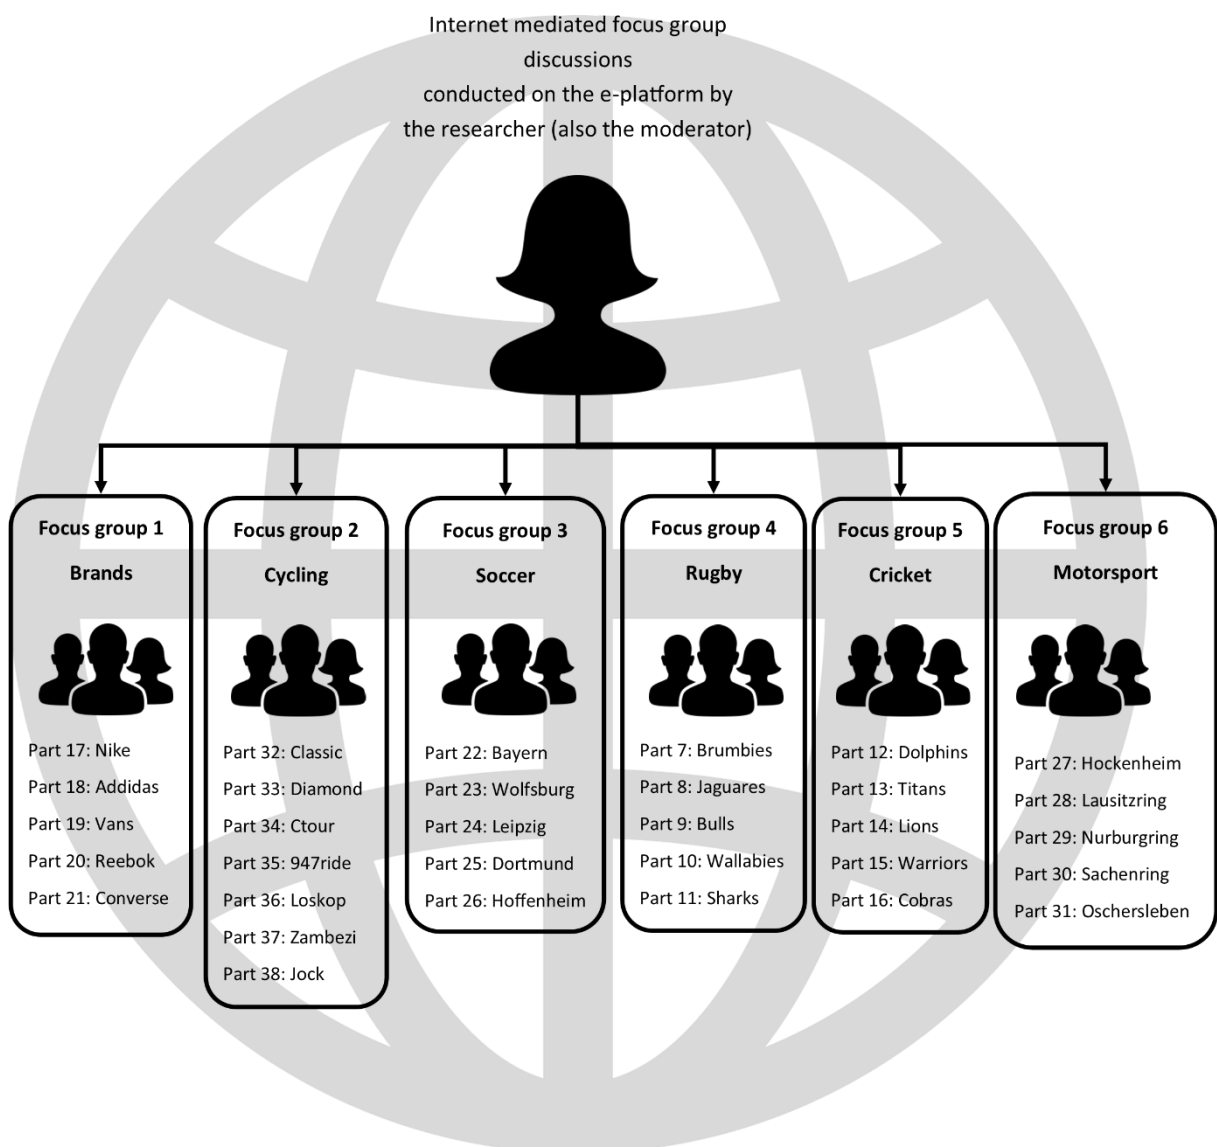 Internet mediated focus group
discussions
conducted on the e-platform by
the researcher (also the moderator)
Focus group 1
Brands
Part 17: Nike
Part 18: Addidas
Part 19: Vans
Part 20: Reebok
Part 21: Converse
Focus group 2
Cycling
Part 32: Classic
Part 33: Diamond
Part 34: Ctour
Part 35: 947ride
Part 36: Loskop
Part 37: Zambezi
Part 38: Jock
Focus group 3
Soccer
Part 22: Bayern
Part 23: Wolfsburg
Part 24: Leipzig
Part 25: Dortmund
Part 26: Hoffenheim
Focus group 4
Rugby
Part 7: Brumbies
Part 8: Jaguares
Part 9: Bulls
Part 10: Wallabies
Part 11: Sharks
Focus group 5
Cricket
Part 12: Dolphins
Part 13: Titans
Part 14: Lions
Part 15: Warriors
Part 16: Cobras
Focus group 6
Motorsport
Part 27: Hockenheim
Part 28: Lausitzring
Part 29: Nurburgring
Part 30: Sachenring
Part 31: Oschersleben